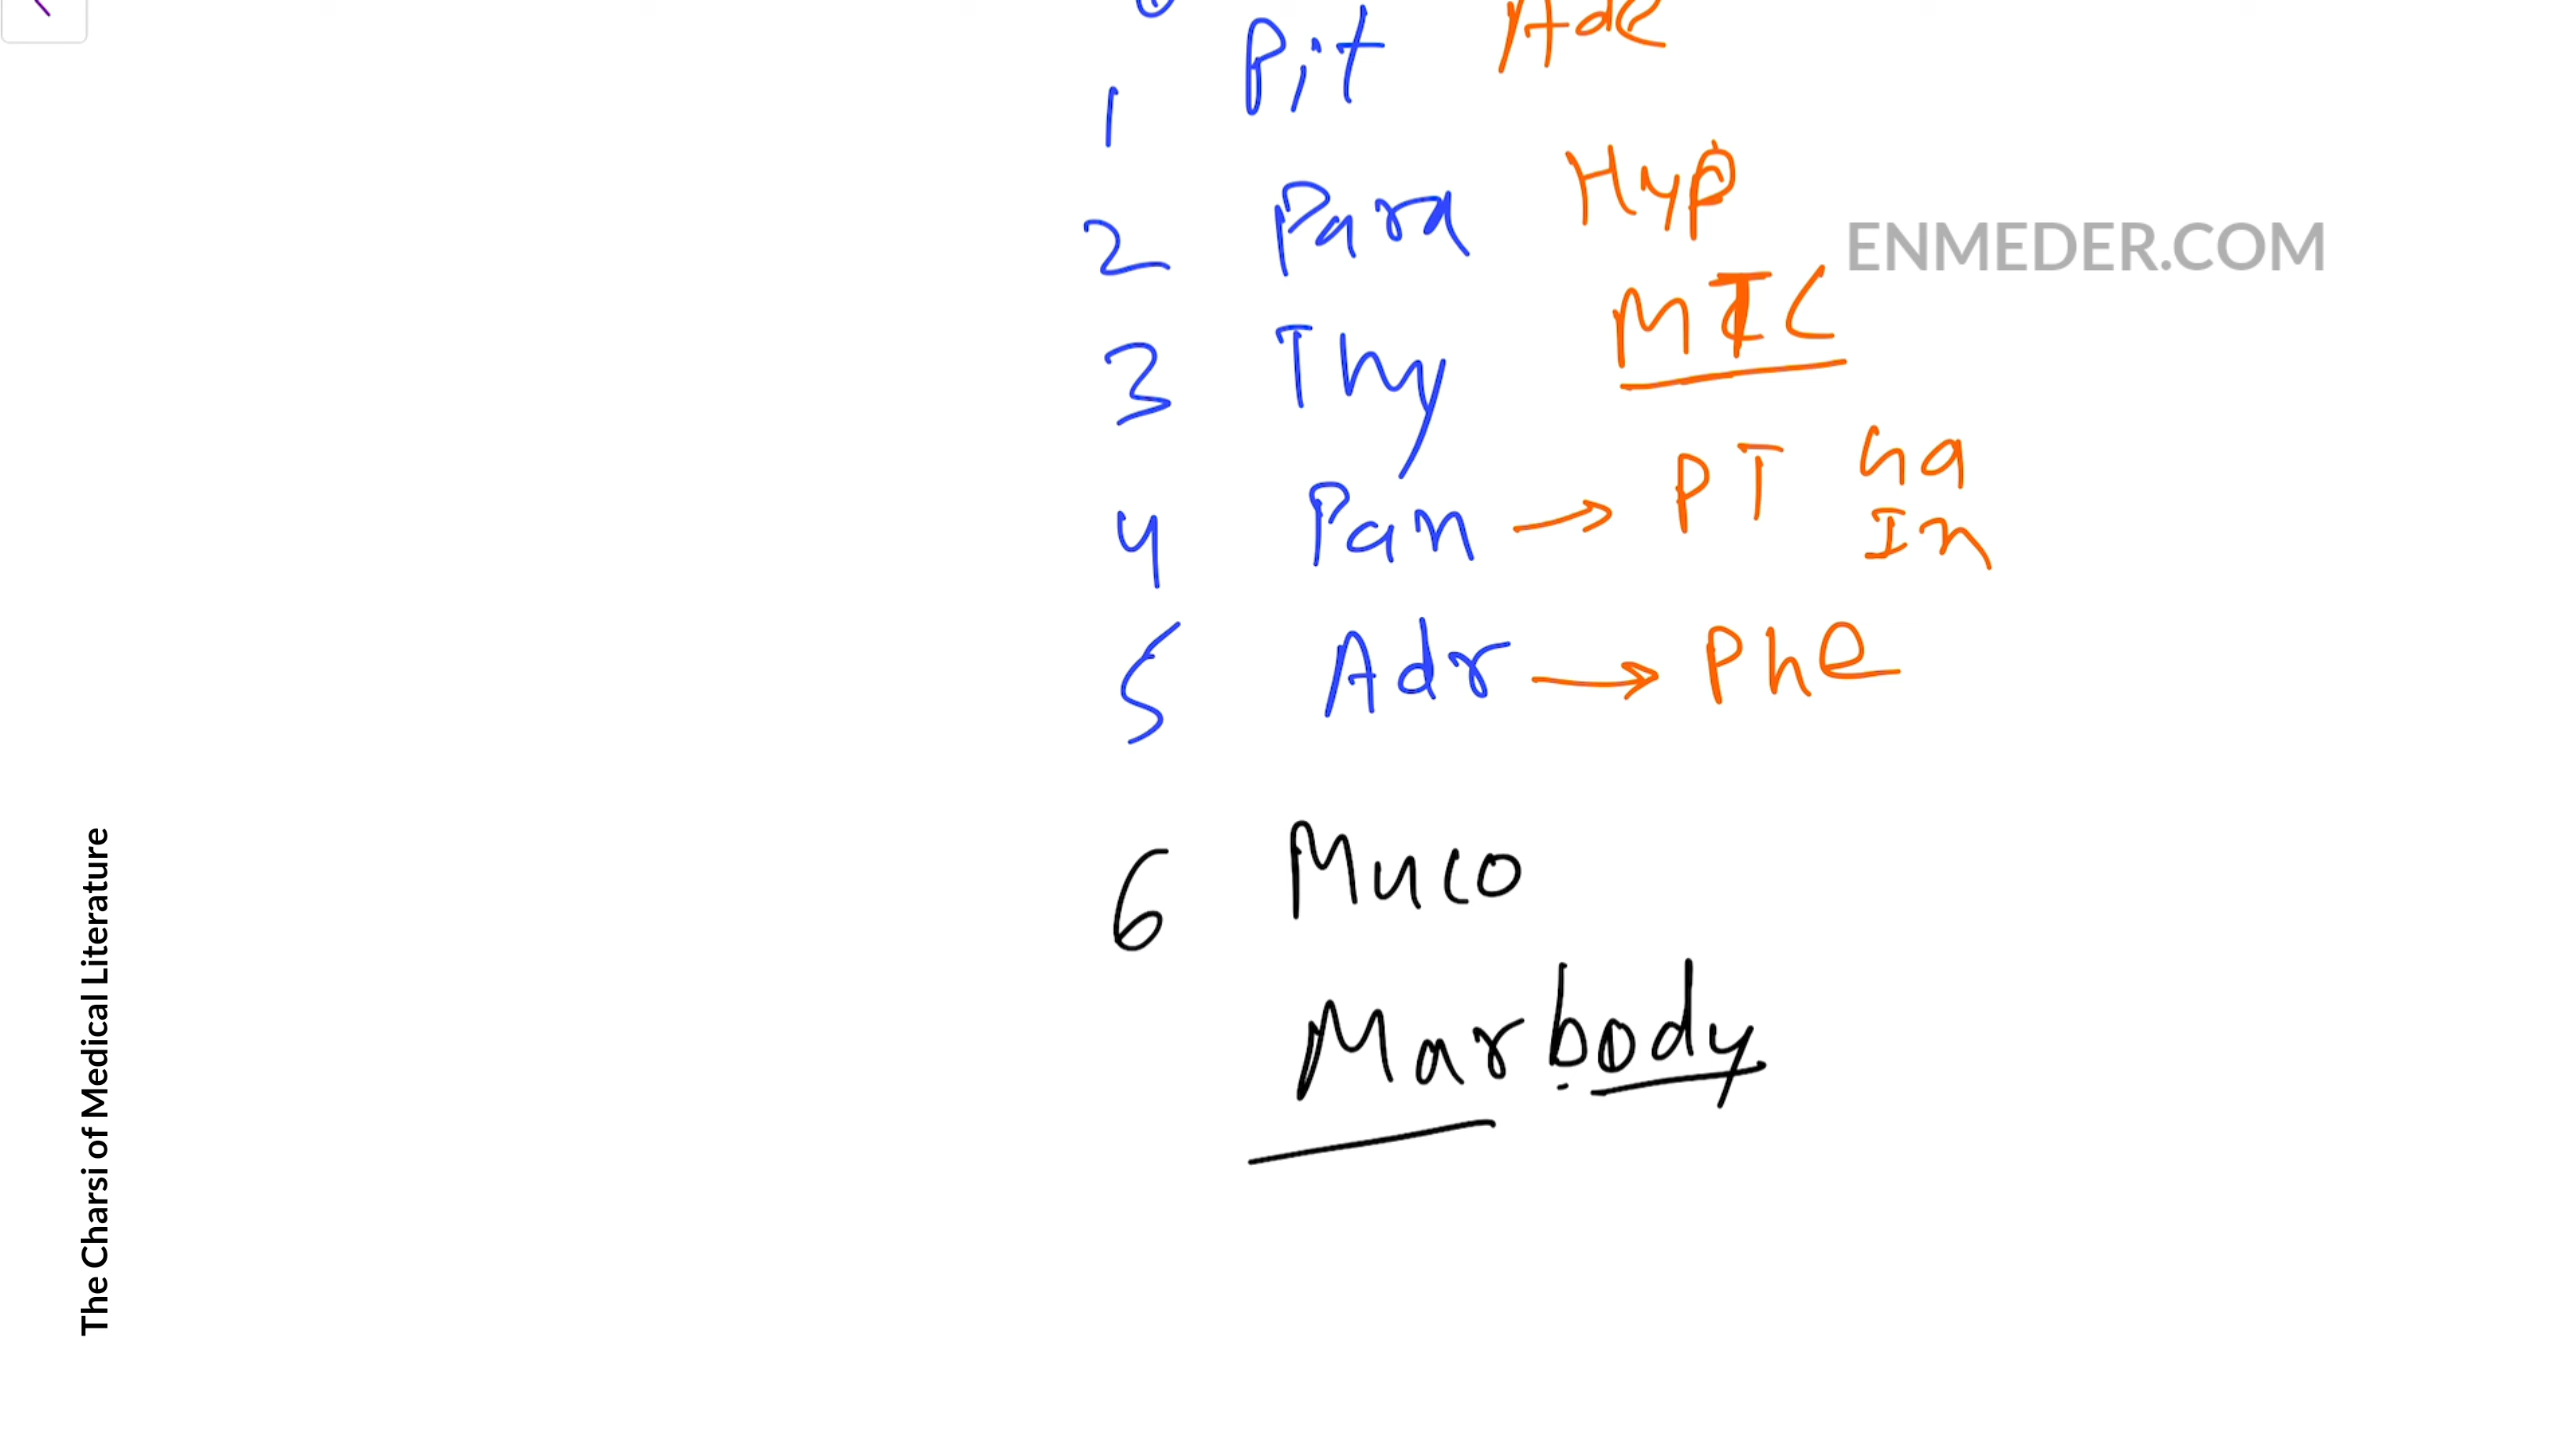 Pit Ade
1
2 Para Hyp
ENMEDER.COM
3 Thy MTC
4 Pan → PT Ga
In
5 Adr → Phe
6 Muco
Marbody
The Charsi of Medical Literature